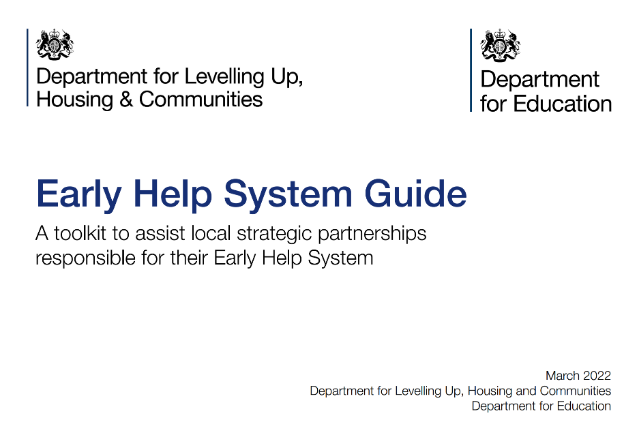 Department for Levelling Up,
Housing & Communities
Department
for Education
Early Help System Guide
A toolkit to assist local strategic partnerships
responsible for their Early Help System
March 2022
Department for Levelling Up, Housing and Communities
Department for Education